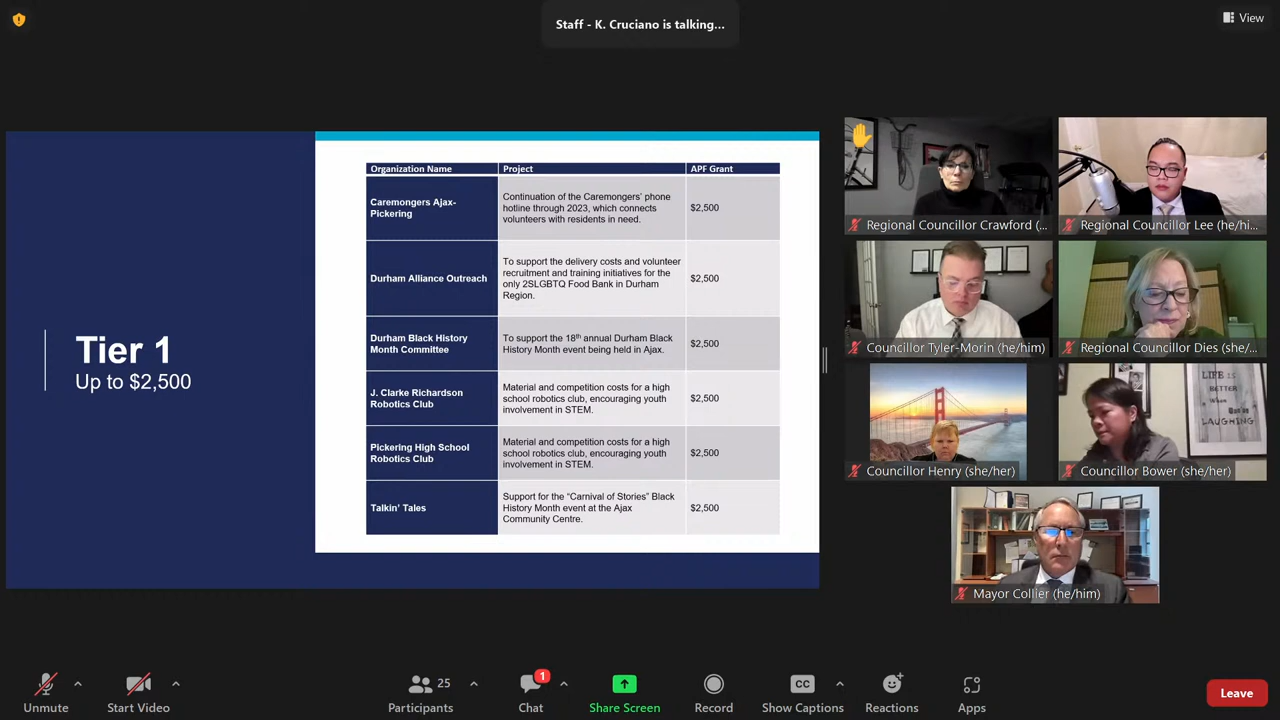 Staff - K. Cruciano is talking...
View
Tier 1
Up to $2,500
Organization Name
Project
APF Grant
Caremongers Ajax-
Pickering
Continuation of the Caremongers' phone
hotline through 2023, which connects
volunteers with residents in need.
$2,500
Durham Alliance Outreach
To support the delivery costs and volunteer
recruitment and training initiatives for the
only 2SLGBTQ Food Bank in Durham
Region.
$2,500
Durham Black History
Month Committee
To support the 18th annual Durham Black
History Month event being held in Ajax.
$2,500
J. Clarke Richardson
Robotics Club
Material and competition costs for a high
school robotics club, encouraging youth
involvement in STEM.
$2,500
Pickering High School
Robotics Club
Material and competition costs for a high
school robotics club, encouraging youth
involvement in STEM.
$2,500
Talkin' Tales
Support for the “Carnival of Stories” Black
History Month event at the Ajax
Community Centre.
$2,500
Regional Councillor Crawford (...
Regional Councillor Lee (he/hi...
Councillor Tyler-Morin (he/him)
Regional Councillor Dies (she/...
Councillor Henry (she/her)
LIFE IS
BETTER
When
LAUGHING
Councillor Bower (she/her)
Mayor Collier (he/him)
Unmute
Start Video
25
Participants
1
Chat
Share Screen
Record
CC
Show Captions
Reactions
Apps
Leave